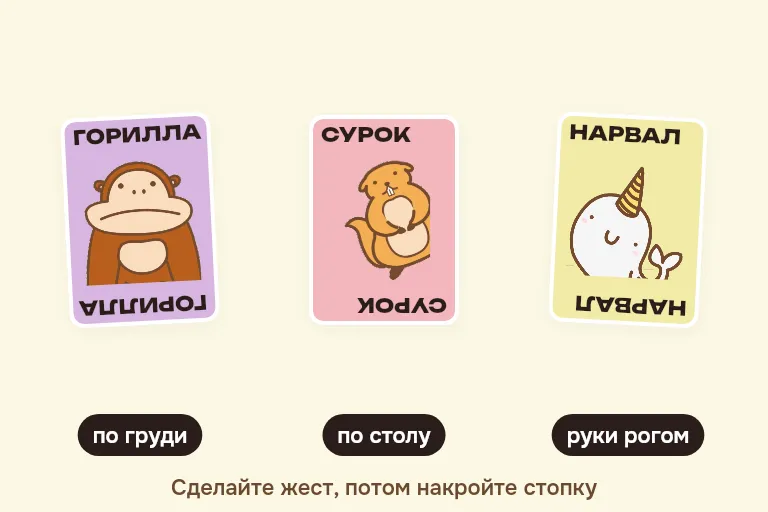 ГОРИЛЛА
СУРОК
НАРВАЛ
ГОРИЛЛА
СУРОК
НАРВАЛ
по груди
по столу
руки рогом
Сделайте жест, потом накройте стопку